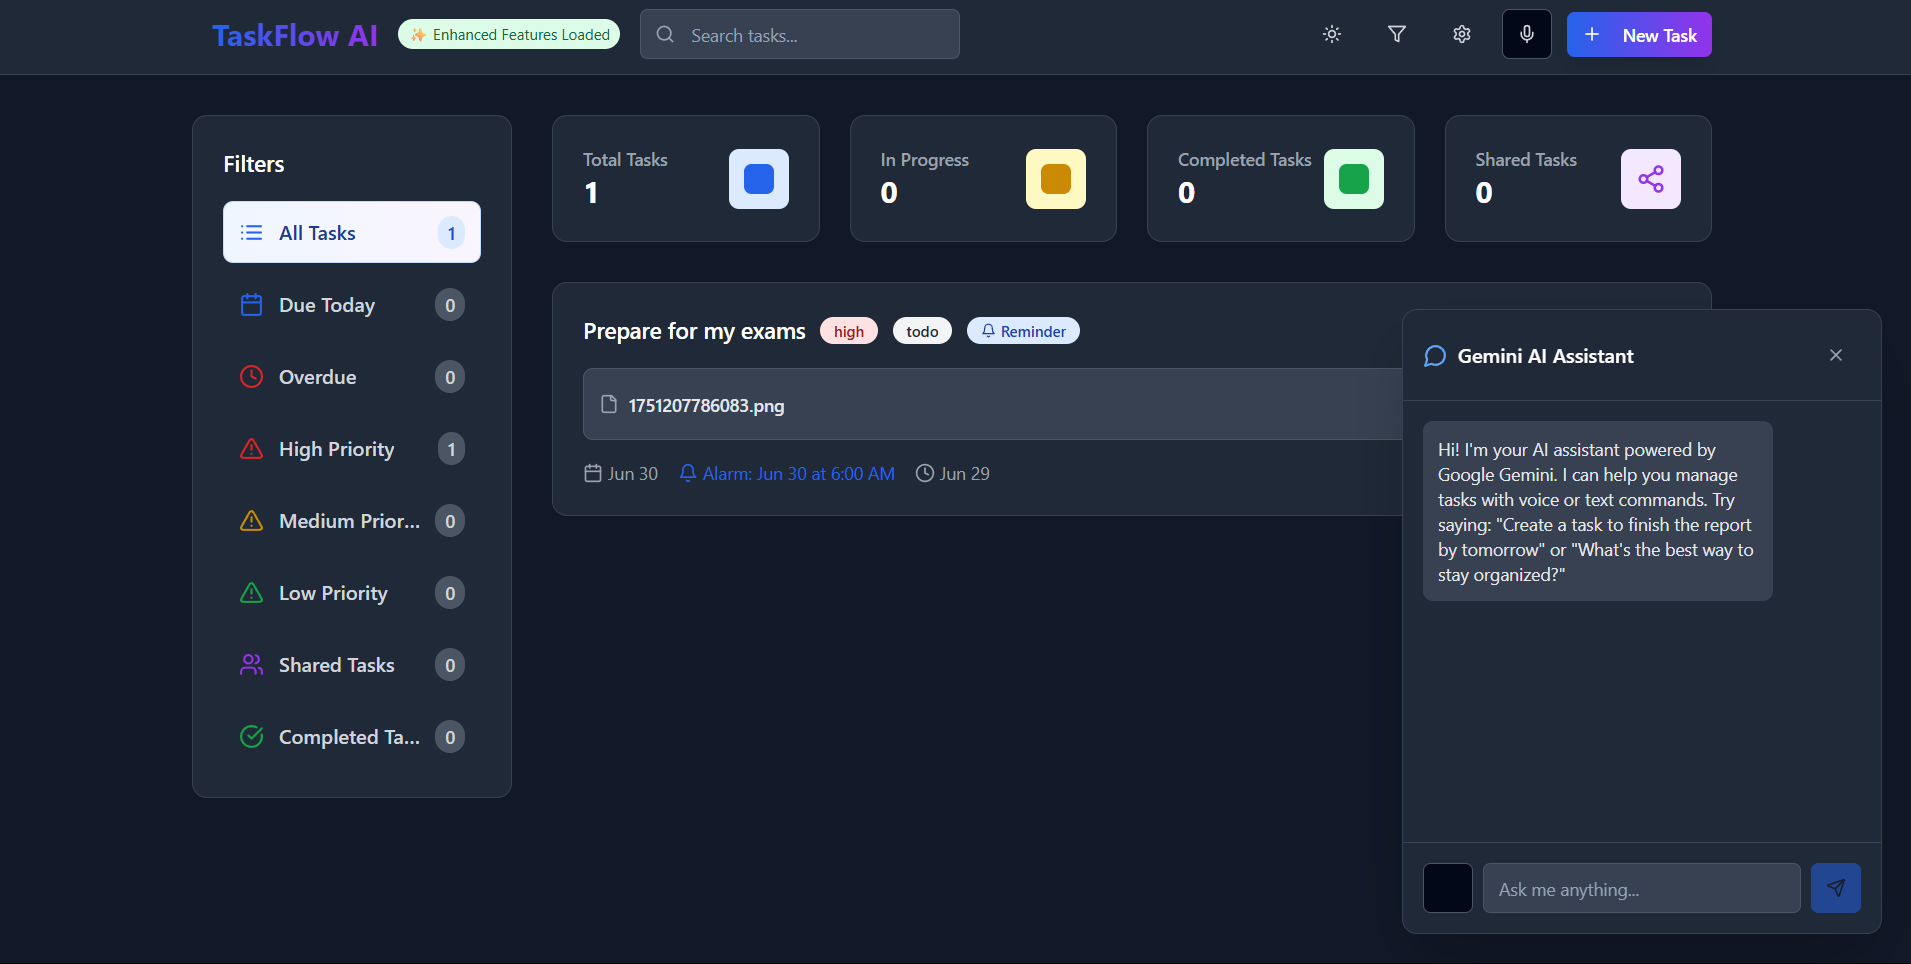 TaskFlow AI
✨ Enhanced Features Loaded
Search tasks...
New Task
Filters
All Tasks 1
Due Today 0
Overdue 0
High Priority 1
Medium Prior... 0
Low Priority 0
Shared Tasks 0
Completed Ta... 0
Total Tasks
1
In Progress
0
Completed Tasks
0
Shared Tasks
0
Prepare for my exams high todo Reminder
1751207786083.png
Jun 30 Alarm: Jun 30 at 6:00 AM Jun 29
Gemini AI Assistant
Hi! I'm your AI assistant powered by
Google Gemini. I can help you manage
tasks with voice or text commands. Try
saying: "Create a task to finish the report
by tomorrow" or "What's the best way to
stay organized?"
Ask me anything...